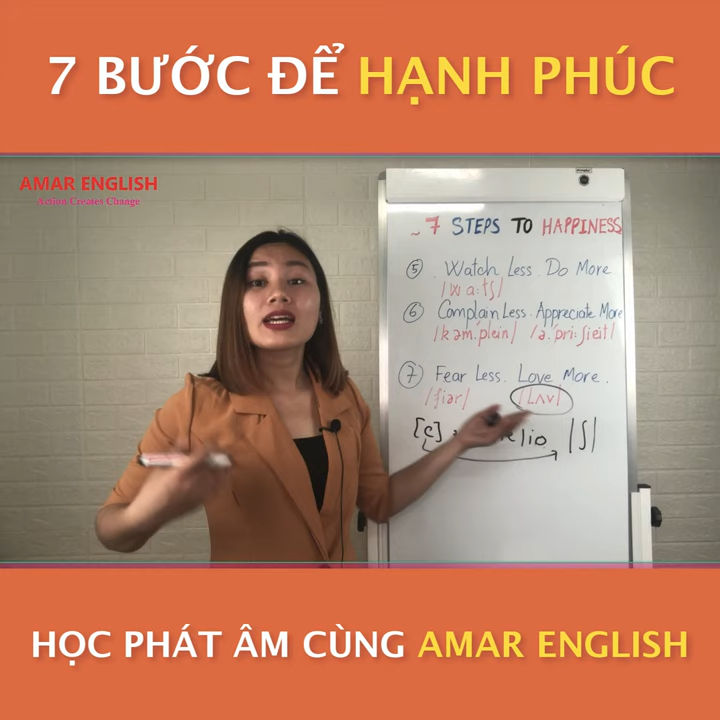 7 BƯỚC ĐỂ HẠNH PHÚC
AMAR ENGLISH
Action Creates Change
~ 7 STEPS TO HAPPINESS
⑤ Watch Less. Do More
/wa:tʃ/
⑥ Complain Less. Appreciate More
/kəm.'plein/ /ə.'pri:ʃieit/
⑦ Fear Less. Love More.
/fiər/ /lʌv/
[c] /ʃ/
HỌC PHÁT ÂM CÙNG AMAR ENGLISH